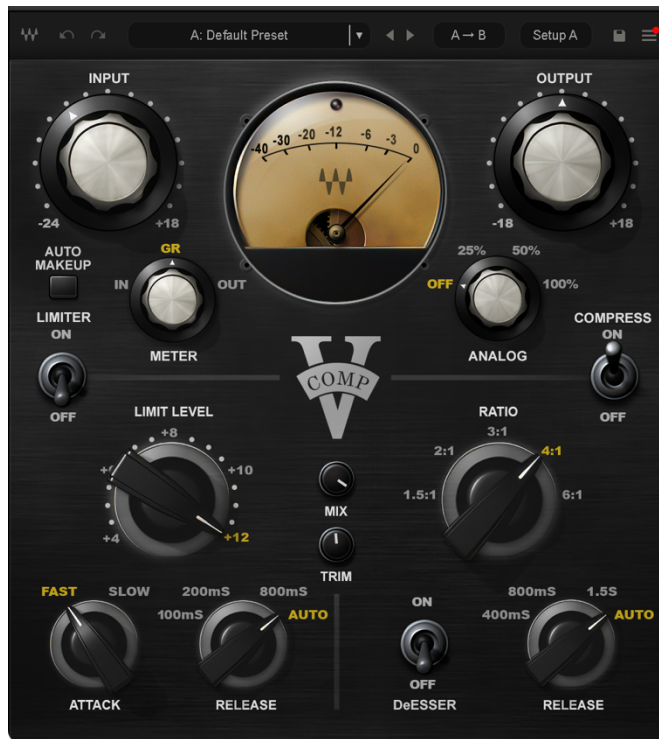 A: Default Preset
A→B
Setup A
INPUT
OUTPUT
-40 -30 -20 -12 -6 -3 0
-24 +18
-18 +18
AUTO
MAKEUP
GR
IN OUT
METER
25% 50%
OFF 100%
ANALOG
LIMITER
ON
OFF
COMPRESS
ON
OFF
V
COMP
LIMIT LEVEL
+8
+10
+4 +12
RATIO
3:1
2:1 4:1
1.5:1 6:1
MIX
TRIM
FAST SLOW
ATTACK
200mS 800mS
100mS AUTO
RELEASE
ON
OFF
DeESSER
800mS 1.5S
400mS AUTO
RELEASE